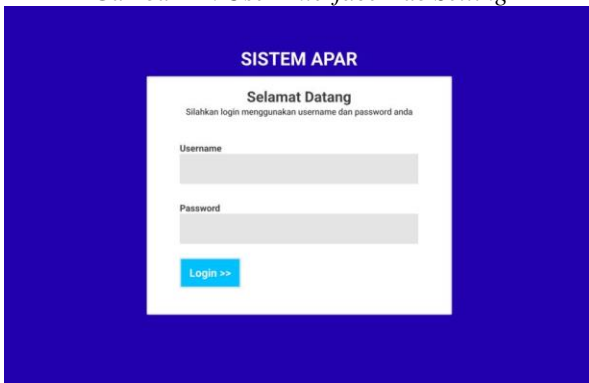 SISTEM APAR
Selamat Datang
Silahkan login menggunakan username dan password anda
Username
Password
Login >>